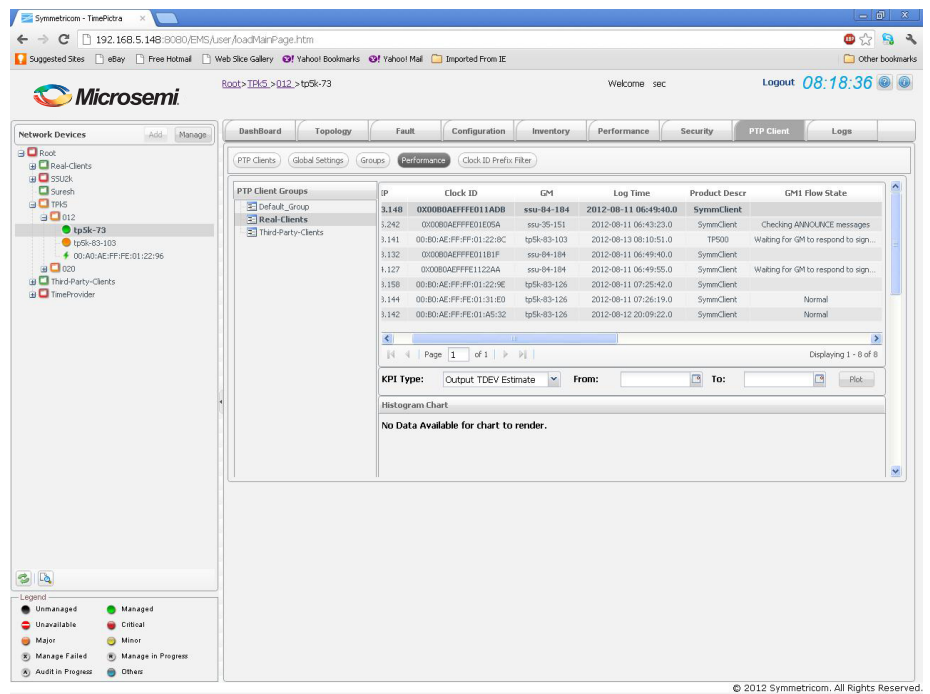 Symmetricom - TimePictra
192.168.5.148:8080/EMS/user/loadMainPage.htm
Suggested Sites eBay Free Hotmail Web Slice Gallery Yahoo! Bookmarks Yahoo! Mail Imported From IE Other bookmarks
Microsemi
Root> TPk5 >012 >tp5k-73
Welcome sec
Logout 08:18:36
Network Devices Add Manage
DashBoard Topology Fault Configuration Inventory Performance Security PTP Client Logs
PTP Clients Global Settings Groups Performance Clock ID Prefix Filter
Root
Real-Clients
SSU2k
Suresh
TPk5
012
tp5k-73
tp5k-83-103
00:A0:AE:FF:FE:01:22:96
020
Third-Party-Clients
TimeProvider
PTP Client Groups
Default_Group
Real-Clients
Third-Party-Clients
IP Clock ID GM Log Time Product Descr GM1 Flow State
3.148 0X00B0AEFFFE011ADB ssu-84-184 2012-08-11 06:49:40.0 SymmClient
5.242 0X00B0AEFFFE01E05A ssu-35-151 2012-08-11 06:43:23.0 SymmClient Checking ANNOUNCE messages
3.141 00:B0:AE:FF:FF:01:22:8C tp5k-83-103 2012-08-13 08:10:51.0 TP500 Waiting for GM to respond to sign...
3.132 0X00B0AEFFFE011B1F ssu-84-184 2012-08-11 06:49:40.0 SymmClient
4.127 0X00B0AEFFFE1122AA ssu-84-184 2012-08-11 06:49:55.0 SymmClient Waiting for GM to respond to sign...
3.158 00:B0:AE:FF:FE:01:22:9E tp5k-83-126 2012-08-11 07:25:42.0 SymmClient
3.144 00:B0:AE:FF:FE:01:31:E0 tp5k-83-126 2012-08-11 07:26:19.0 SymmClient Normal
3.142 00:B0:AE:FF:FE:01:A5:32 tp5k-83-126 2012-08-12 20:09:22.0 SymmClient Normal
Page 1 of 1 Displaying 1 - 8 of 8
KPI Type: Output TDEV Estimate From: To: Plot
Histogram Chart
No Data Available for chart to render.
Legend
Unmanaged Managed
Unavailable Critical
Major Minor
Manage Failed Manage in Progress
Audit in Progress Others
© 2012 Symmetricom. All Rights Reserved.